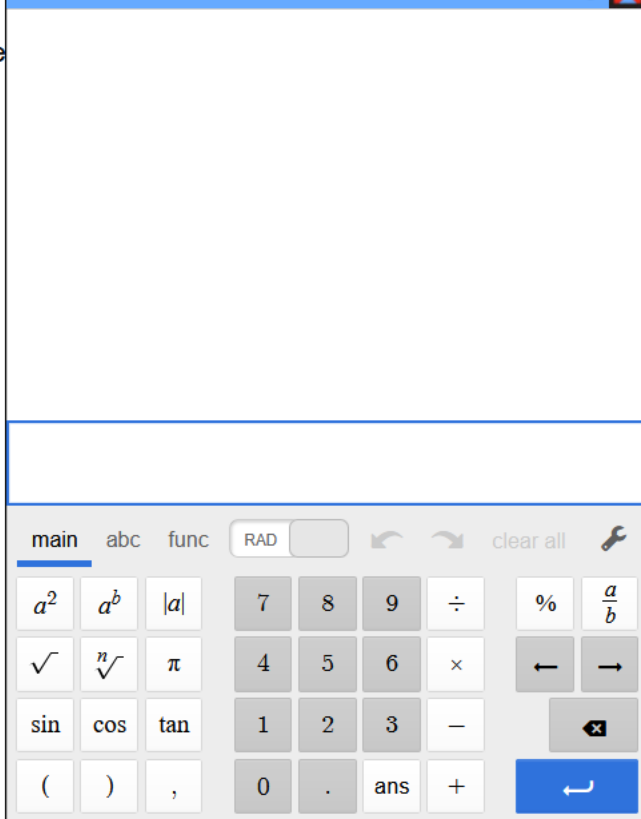 e
main abc func RAD clear all
a² aᵇ |a| 7 8 9 ÷ % a/b
√ ⁿ√ π 4 5 6 × ← →
sin cos tan 1 2 3 −
( ) , 0 . ans +